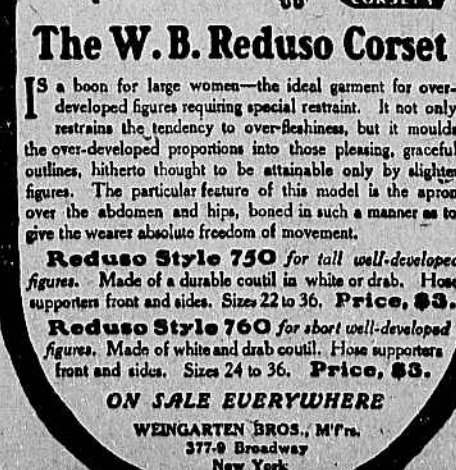 CORSETS
The W. B. Reduso Corset
IS a boon for large women—the ideal garment for over-
developed figures requiring special restraint. It not only
restrains the tendency to over-fleshiness, but it moulds
the over-developed proportions into those pleasing, graceful
outlines, hitherto thought to be attainable only by slighter
figures. The particular feature of this model is the apron
over the abdomen and hips, boned in such a manner as to
give the wearer absolute freedom of movement.
Reduso Style 750 for tall well-developed
figures. Made of a durable coutil in white or drab. Hose
supporters front and sides. Sizes 22 to 36. Price, $3.
Reduso Style 760 for short well-developed
figures. Made of white and drab coutil. Hose supporters
front and sides. Sizes 24 to 36. Price, $3.
ON SALE EVERYWHERE
WEINGARTEN BROS., M'f'rs.
377-9 Broadway
New York